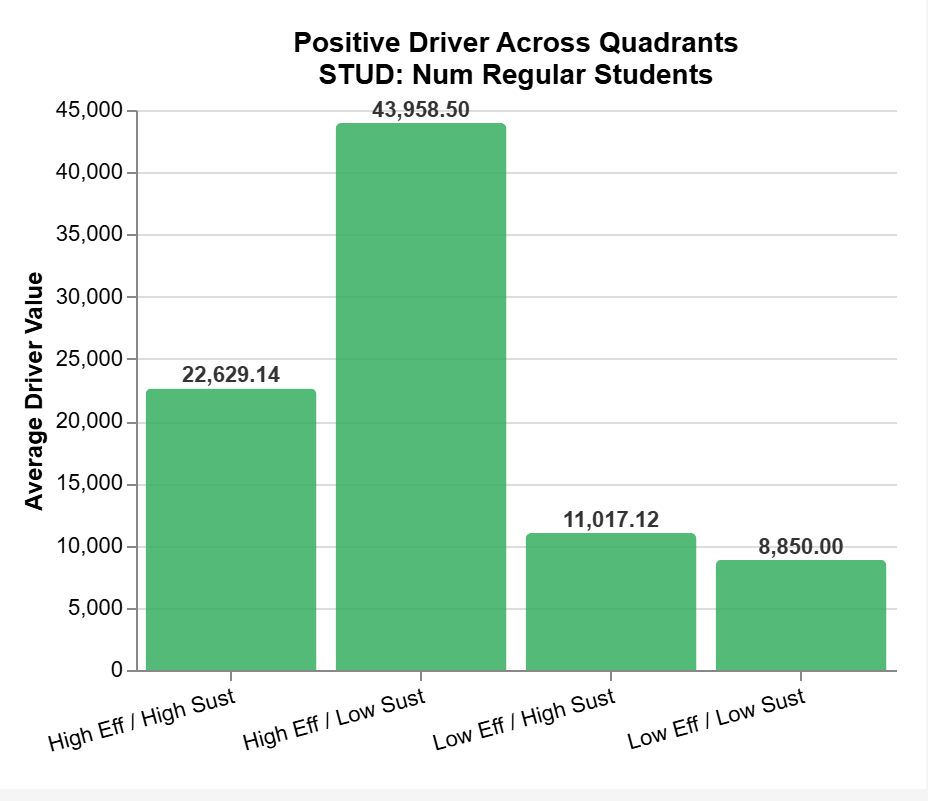 Positive Driver Across Quadrants
STUD: Num Regular Students
Average Driver Value
45,000
40,000
35,000
30,000
25,000
20,000
15,000
10,000
5,000
0
22,629.14
43,958.50
11,017.12
8,850.00
High Eff / High Sust
High Eff / Low Sust
Low Eff / High Sust
Low Eff / Low Sust